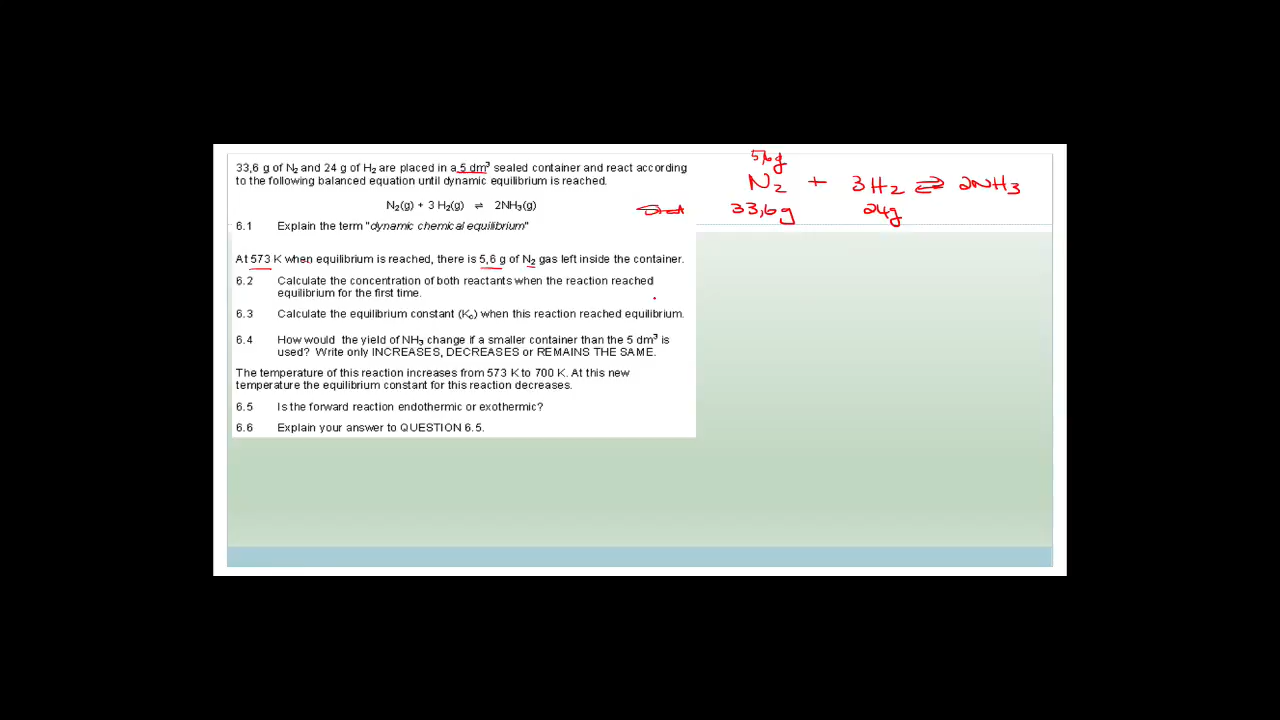 33,6 g of N₂ and 24 g of H₂ are placed in a 5 dm³ sealed container and react according
to the following balanced equation until dynamic equilibrium is reached.
N₂(g) + 3 H₂(g) ⇌ 2NH₃(g)
6.1 Explain the term "dynamic chemical equilibrium"
At 573 K when equilibrium is reached, there is 5,6 g of N₂ gas left inside the container.
6.2 Calculate the concentration of both reactants when the reaction reached
equilibrium for the first time.
6.3 Calculate the equilibrium constant (Kc) when this reaction reached equilibrium.
6.4 How would the yield of NH₃ change if a smaller container than the 5 dm³ is
used? Write only INCREASES, DECREASES or REMAINS THE SAME.
The temperature of this reaction increases from 573 K to 700 K. At this new
temperature the equilibrium constant for this reaction decreases.
6.5 Is the forward reaction endothermic or exothermic?
6.6 Explain your answer to QUESTION 6.5.
5,6g
N₂ + 3H₂ ⇌ 2NH₃
33,6g 24g